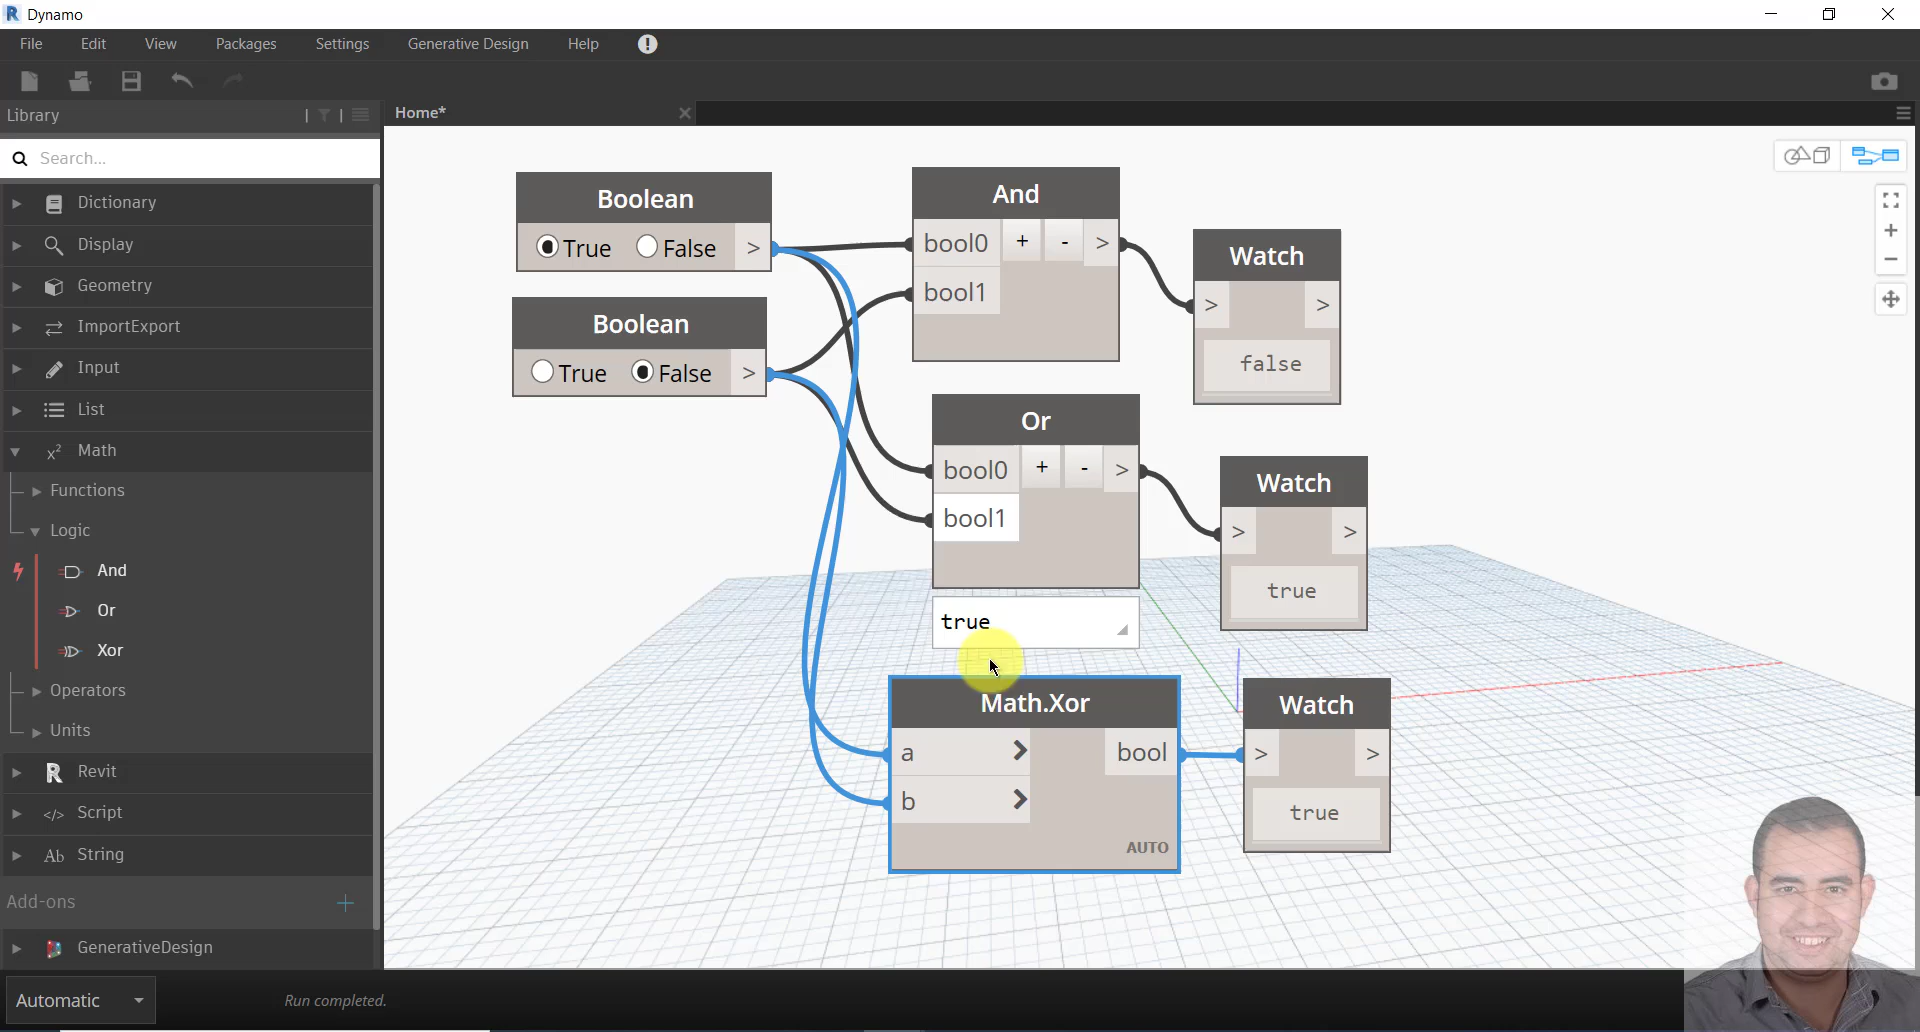 Dynamo
File Edit View Packages Settings Generative Design Help
Library
Home*
Search...
Dictionary
Display
Geometry
ImportExport
Input
List
Math
Functions
Logic
And
Or
Xor
Operators
Units
Revit
Script
String
Add-ons
GenerativeDesign
Automatic
Run completed.
Boolean
True False >
Boolean
True False >
And
bool0 + - >
bool1
Watch
> >
false
Or
bool0 + - >
bool1
true
Watch
> >
true
Math.Xor
a > bool
b >
AUTO
Watch
> >
true